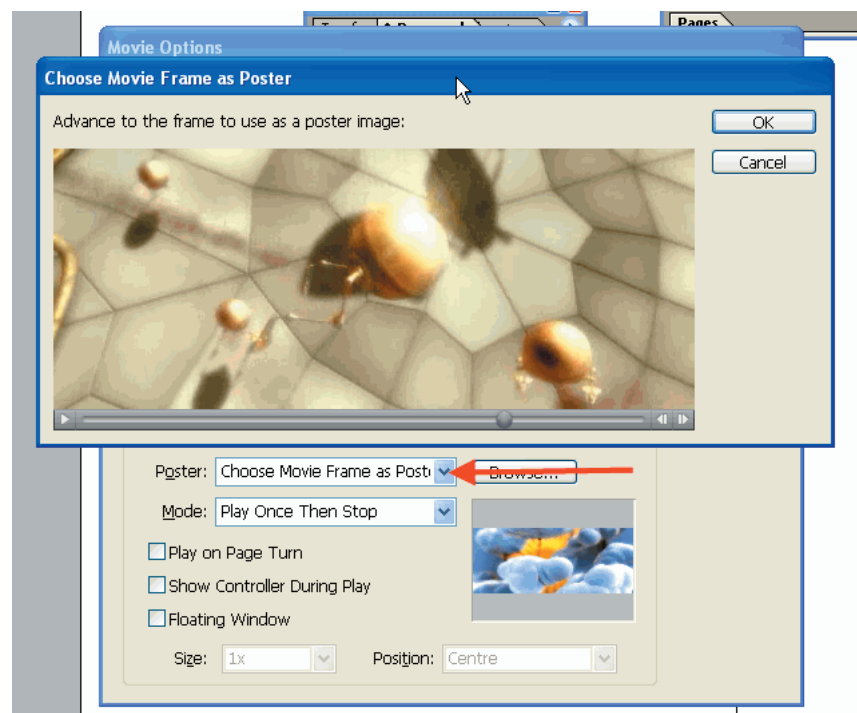 Pages
Movie Options
Choose Movie Frame as Poster
Advance to the frame to use as a poster image:
OK
Cancel
Poster: Choose Movie Frame as Post
Browse...
Mode: Play Once Then Stop
Play on Page Turn
Show Controller During Play
Floating Window
Size: 1x Position: Centre